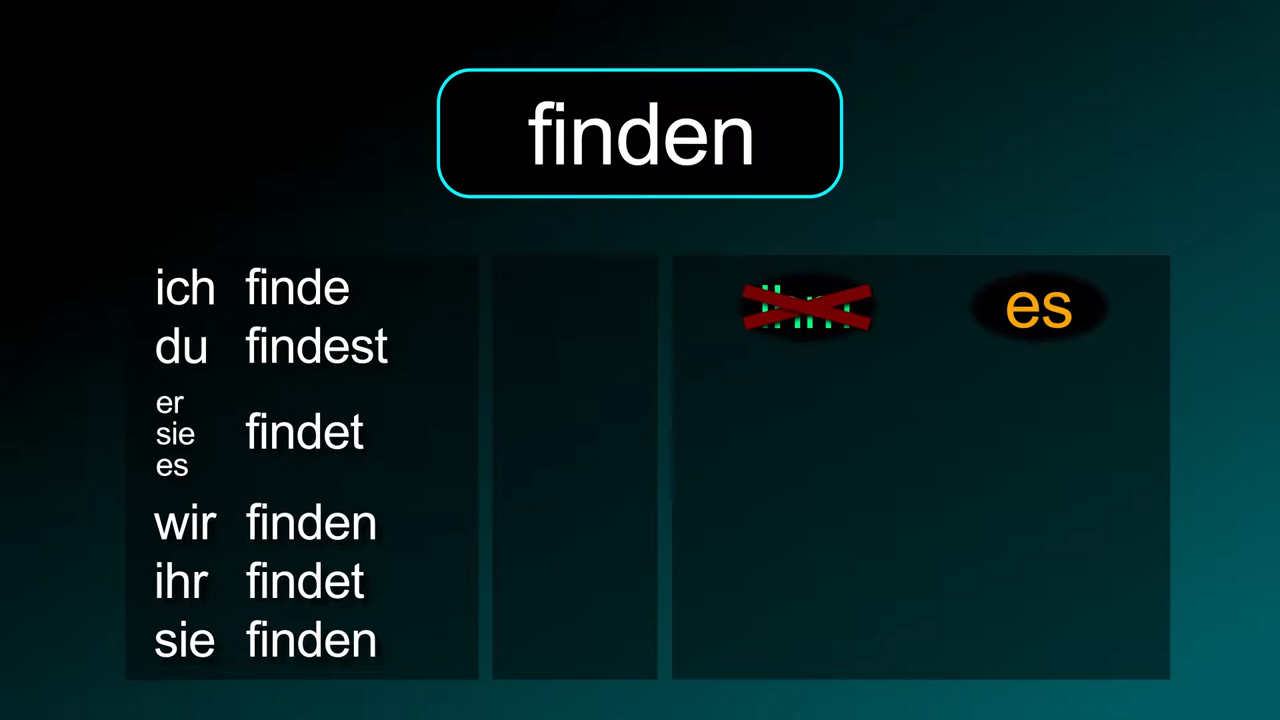 finden
es
ich finde
du findest
er
sie findet
es
wir finden
ihr findet
sie finden